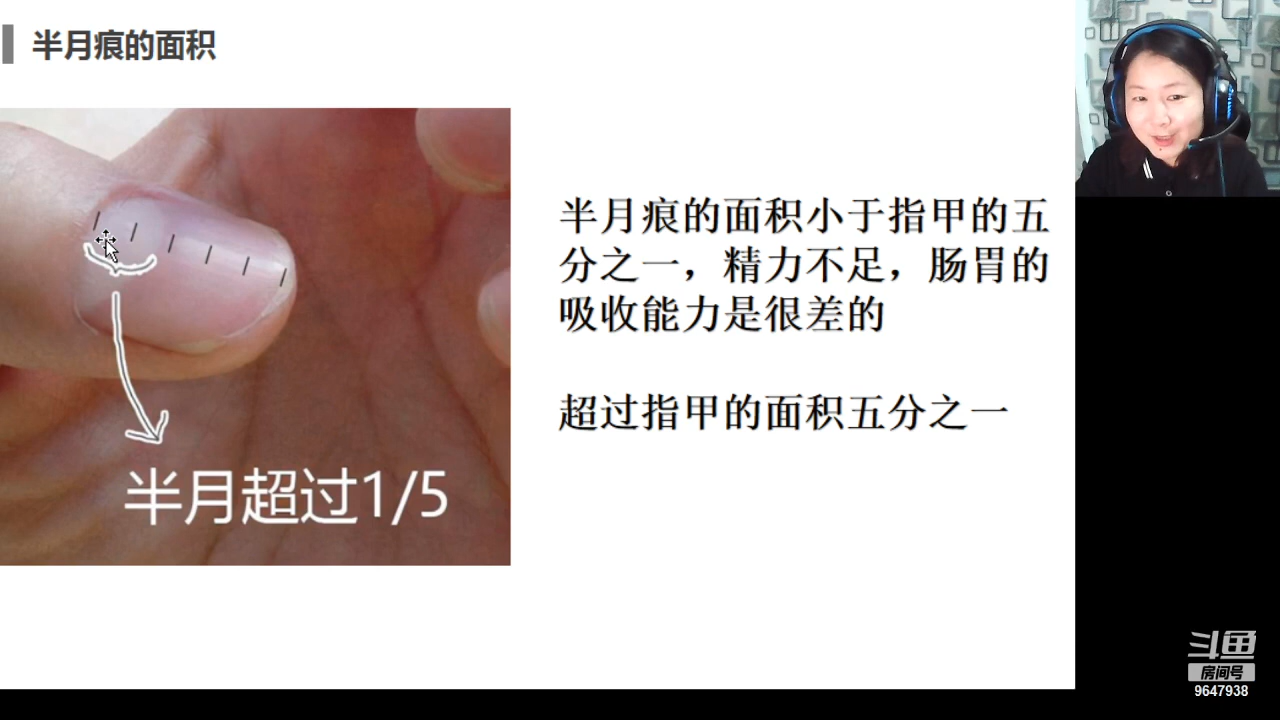 半月痕的面积
半月痕的面积小于指甲的五
分之一，精力不足，肠胃的
吸收能力是很差的
超过指甲的面积五分之一
半月超过1/5
斗鱼
房间号
9647938